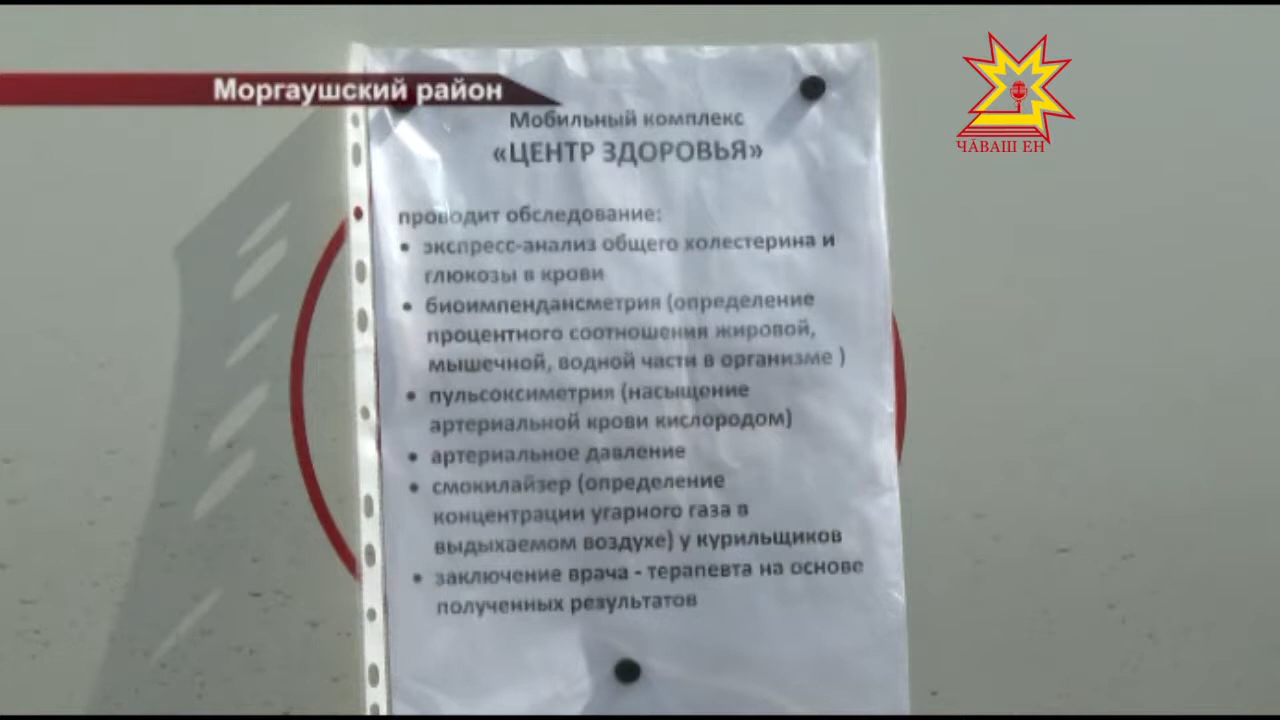 Моргаушский район
ЧӐВАШ ЕН
Мобильный комплекс
«ЦЕНТР ЗДОРОВЬЯ»
проводит обследование:
• экспресс-анализ общего холестерина и
глюкозы в крови
• биоимпендансметрия (определение
процентного соотношения жировой,
мышечной, водной части в организме )
• пульсоксиметрия (насыщение
артериальной крови кислородом)
• артериальное давление
• смокилайзер (определение
концентрации угарного газа в
выдыхаемом воздухе) у курильщиков
• заключение врача - терапевта на основе
полученных результатов